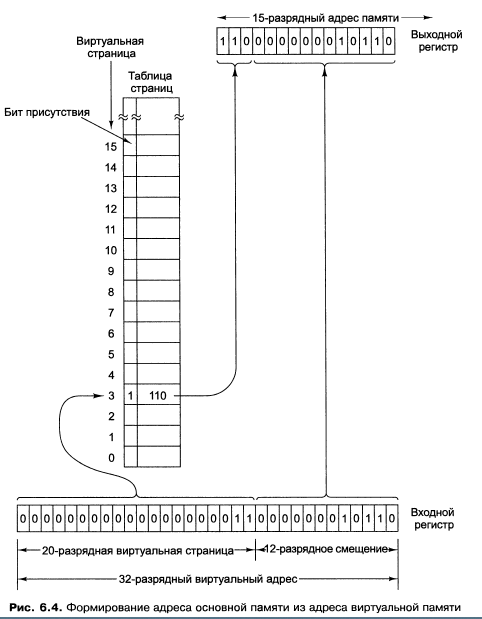 15-разрядный адрес памяти
1 1 0 0 0 0 0 0 0 0 1 0 1 1 0
Выходной
регистр
Виртуальная
страница
Таблица
страниц
Бит присутствия
15
14
13
12
11
10
9
8
7
6
5
4
3 1 110
2
1
0
0 0 0 0 0 0 0 0 0 0 0 0 0 0 0 0 0 0 1 1 0 0 0 0 0 0 0 1 0 1 1 0
Входной
регистр
20-разрядная виртуальная страница
12-разрядное смещение
32-разрядный виртуальный адрес
Рис. 6.4. Формирование адреса основной памяти из адреса виртуальной памяти